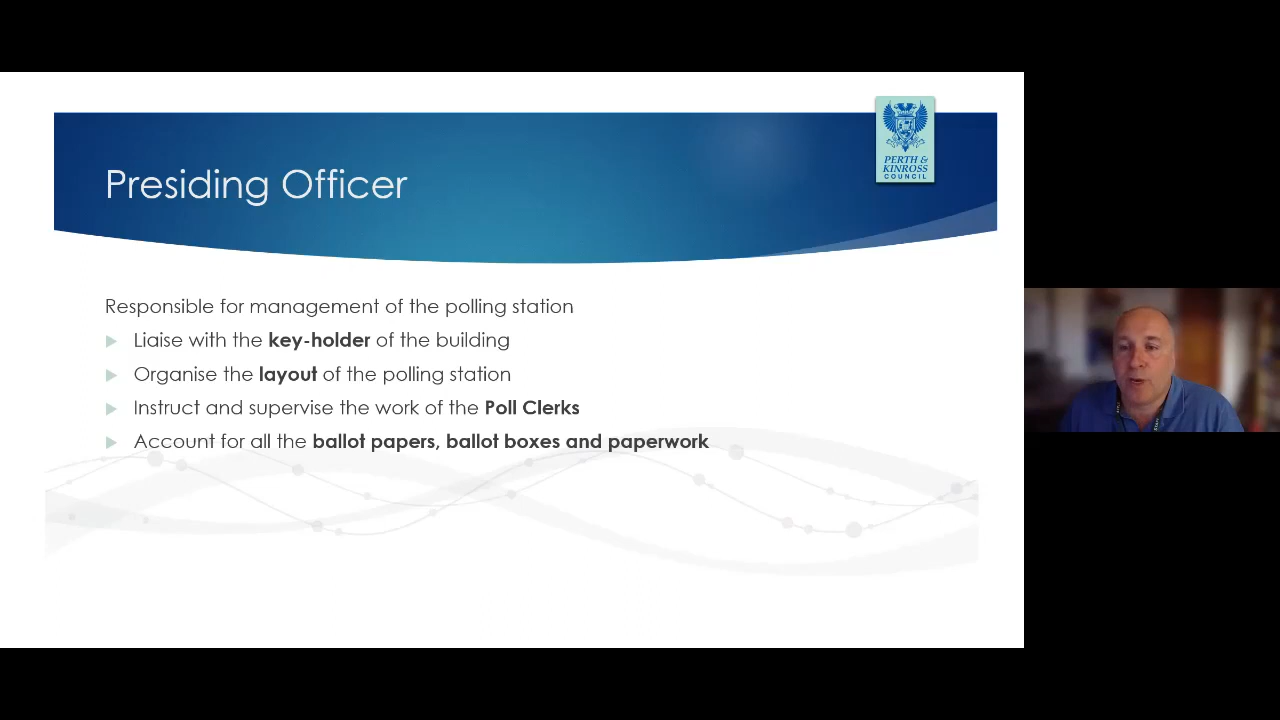 PERTH &
KINROSS
COUNCIL
Presiding Officer
Responsible for management of the polling station
Liaise with the key-holder of the building
Organise the layout of the polling station
Instruct and supervise the work of the Poll Clerks
Account for all the ballot papers, ballot boxes and paperwork